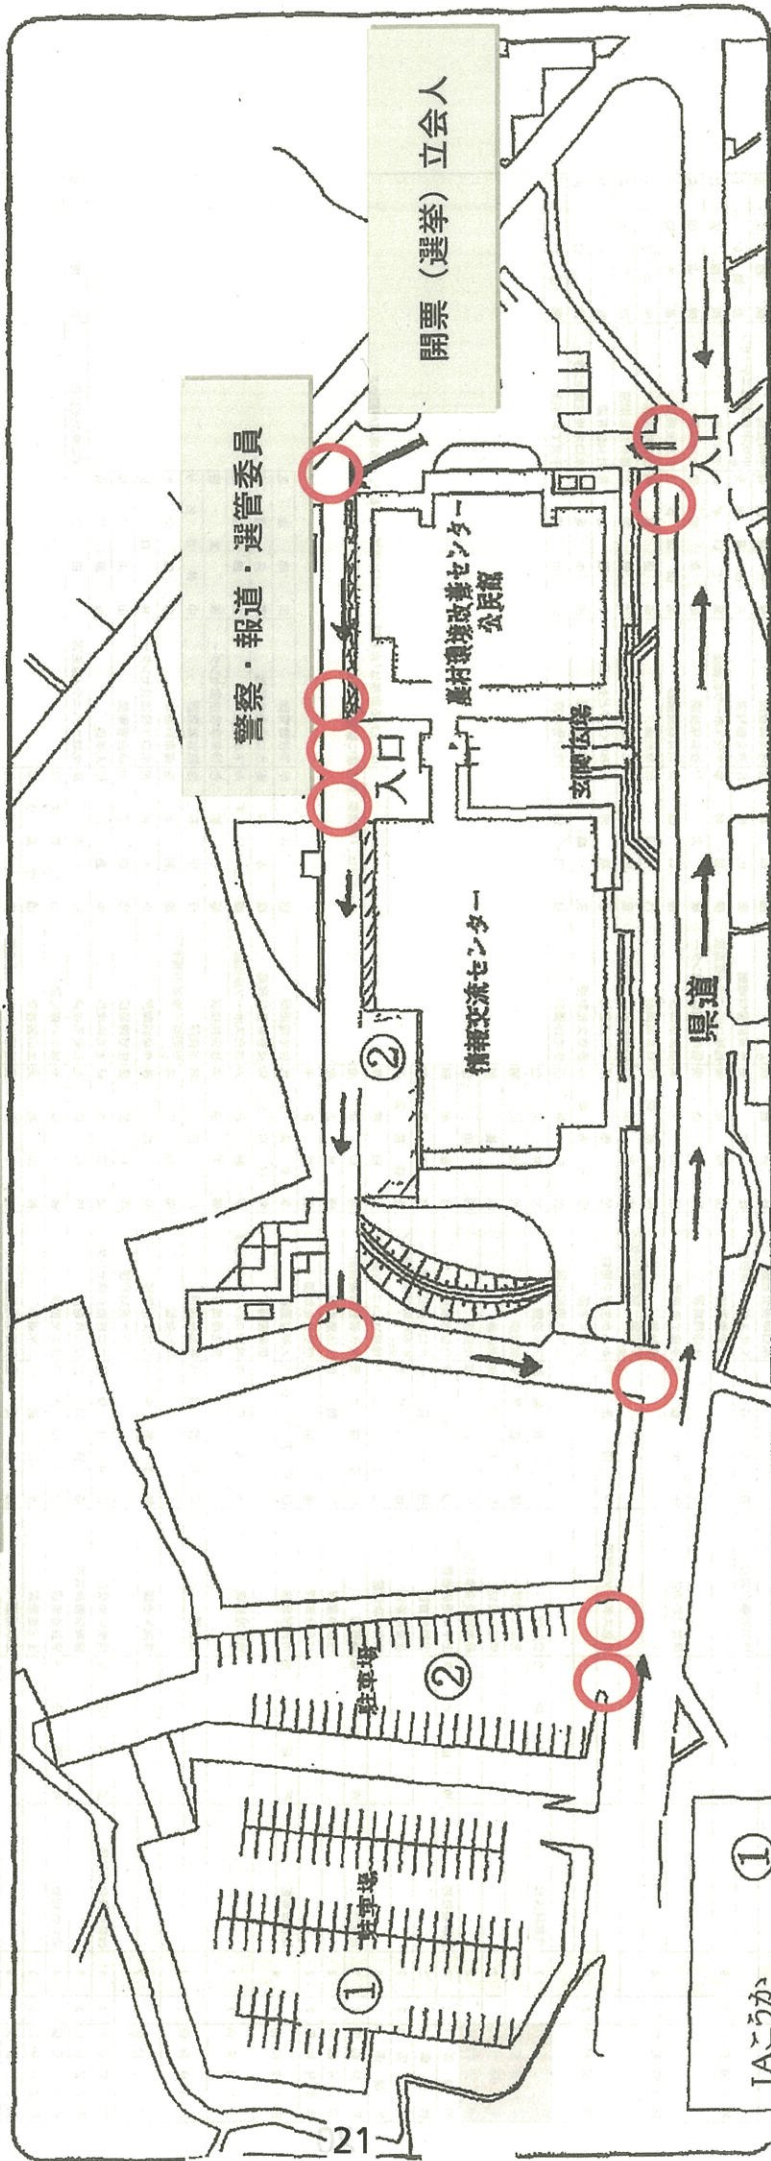 開票（選挙）立会人
警察・報道・選管委員
農村環境改善センター
公民館
入口
入口
玄関広場
情報交流センター
②
県道
駐車場
②
駐車場
①
①
JAこうか
21